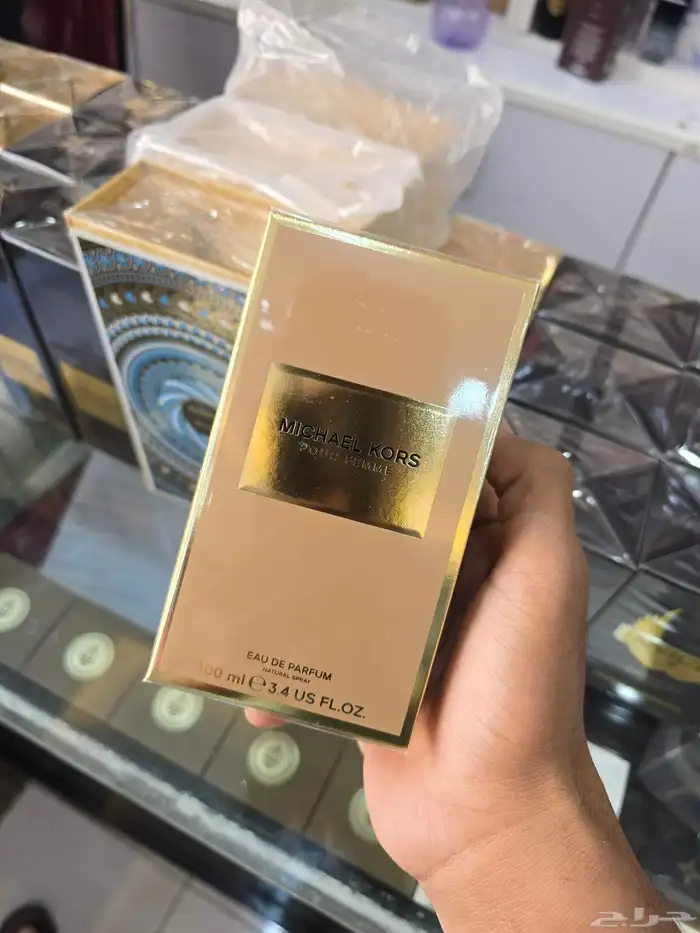 MICHAEL KORS
POUR FEMME
EAU DE PARFUM
NATURAL SPRAY
100 ml ℮ 3.4 US FL.OZ.
حراج